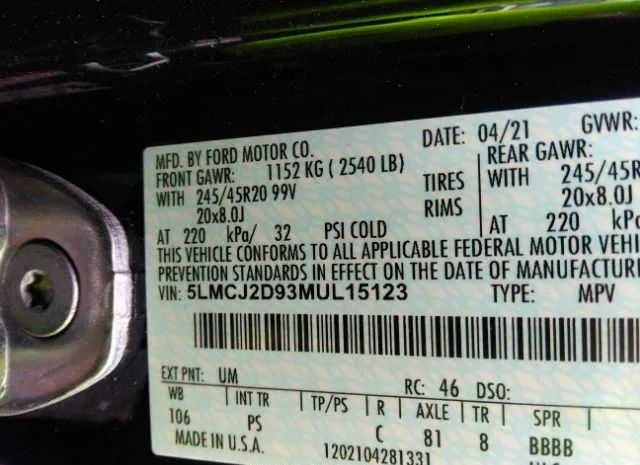 MFD. BY FORD MOTOR CO. DATE: 04/21 GVWR:
FRONT GAWR: 1152 KG ( 2540 LB) REAR GAWR:
WITH 245/45R20 99V TIRES WITH 245/45R
20x8.0J RIMS 20x8.0J
AT 220 kPa/ 32 PSI COLD AT 220
THIS VEHICLE CONFORMS TO ALL APPLICABLE FEDERAL MOTOR VEHI
PREVENTION STANDARDS IN EFFECT ON THE DATE OF MANUFACTUR
VIN: 5LMCJ2D93MUL15123 TYPE: MPV
EXT PNT: UM RC: 46 DSO:
WB INT TR TP/PS R AXLE TR SPR
106 PS C 81 8 BBBB
MADE IN U.S.A. 1202104281331